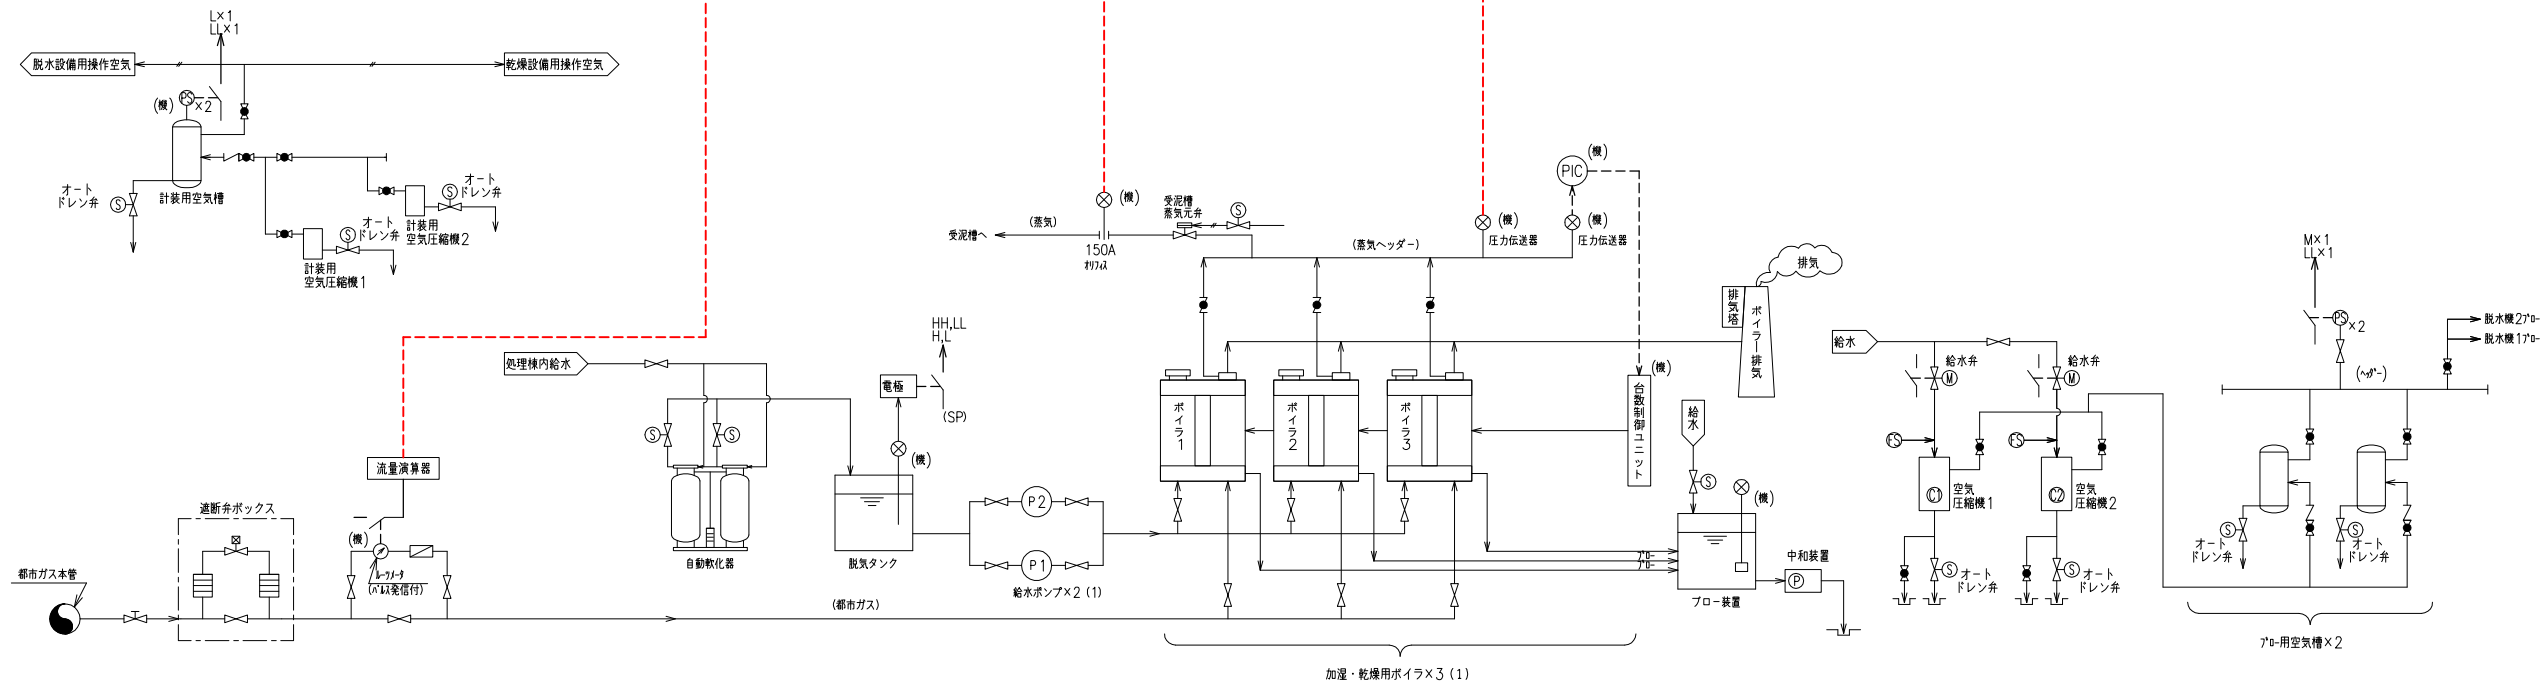 L×1
LL×1
脱水設備用操作空気
乾燥設備用操作空気
(機)
PS
×2
計装用空気槽
オート
ドレン弁
S
オート
ドレン弁
S
計装用
空気圧縮機2
オート
ドレン弁
S
計装用
空気圧縮機1
流量演算器
(機)
ルーツメータ
(パルス発信付)
遮断弁ボックス
都市ガス本管
処理棟内給水
S
S
自動軟化器
HH,LL
H,L
電極
(SP)
(機)
脱気タンク
P2
P1
給水ポンプ×2 (1)
(都市ガス)
(機)
受泥槽へ
(蒸気)
150A
オリフィス
受泥槽
蒸気元弁
S
(蒸気ヘッダー)
(機)
圧力伝送器
PIC
(機)
(機)
圧力伝送器
排気
排気塔
ボイラー排気
(機)
台数制御ユニット
ボイラ1
ボイラ2
ボイラ3
加湿・乾燥用ボイラ×3 (1)
給水
S
(機)
ブロー
ブロー
ブロー装置
中和装置
P
給水
給水弁
M
給水弁
M
FS
FS
C1
空気
圧縮機1
C2
空気
圧縮機2
S
オート
ドレン弁
S
オート
ドレン弁
M×1
LL×1
PS
×2
脱水機2ブロー
脱水機1ブロー
(ヘッダー)
S
オート
ドレン弁
S
オート
ドレン弁
ブロー用空気槽×2